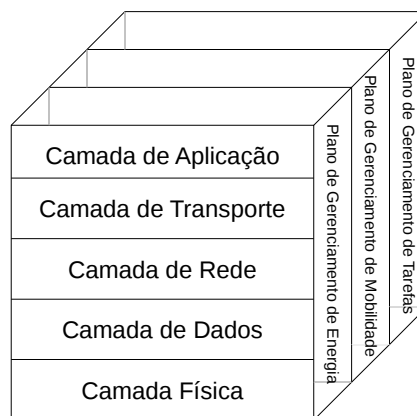 Camada de Aplicação
Camada de Transporte
Camada de Rede
Camada de Dados
Camada Física
Plano de Gerenciamento de Energia
Plano de Gerenciamento de Mobilidade
Plano de Gerenciamento de Tarefas